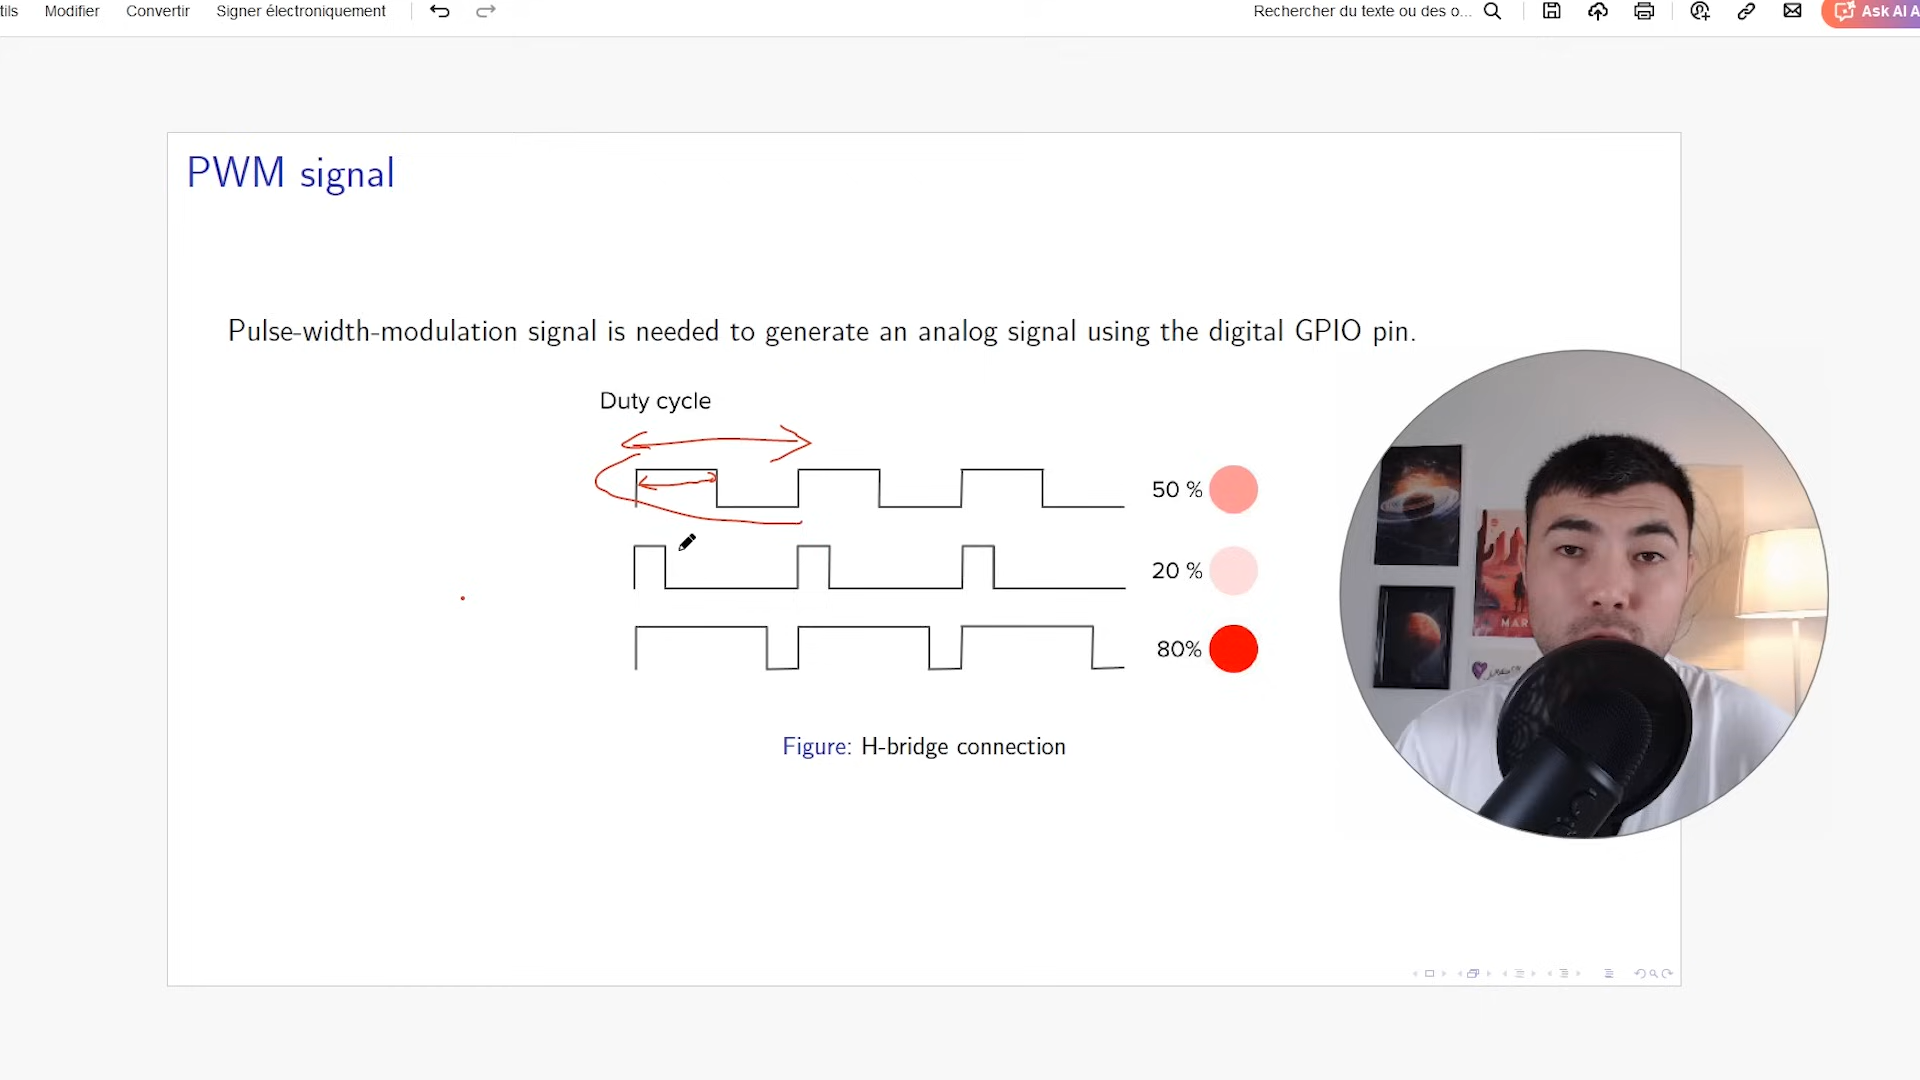 tils Modifier Convertir Signer électroniquement Rechercher du texte ou des o... Ask AI A
PWM signal
Pulse-width-modulation signal is needed to generate an analog signal using the digital GPIO pin.
Duty cycle
50 %
20 %
80%
Figure: H-bridge connection
MAR